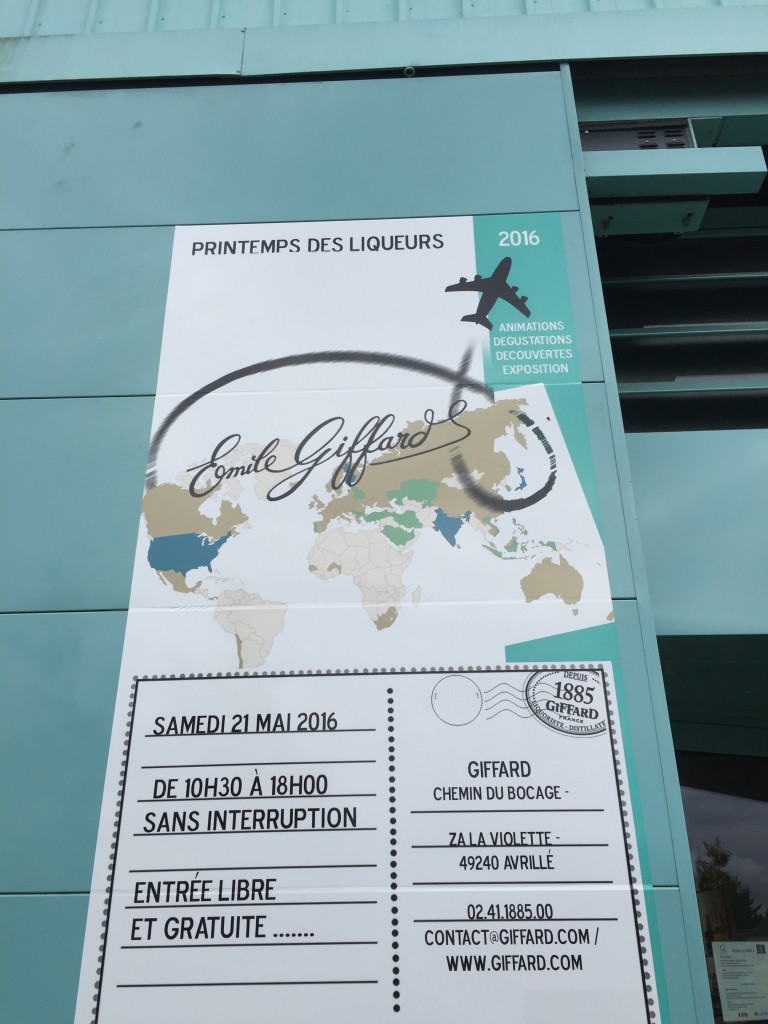 PRINTEMPS DES LIQUEURS
2016
ANIMATIONS
DEGUSTATIONS
DECOUVERTES
EXPOSITION
Emile Giffard
SAMEDI 21 MAI 2016
DE 10H30 À 18H00
SANS INTERRUPTION
ENTRÉE LIBRE
ET GRATUITE .......
DEPUIS
1885
GIFFARD
FRANCE
LIQUORISTE - DISTILLATE
GIFFARD
CHEMIN DU BOCAGE -
ZA LA VIOLETTE -
49240 AVRILLÉ
02.41.1885.00
CONTACT@GIFFARD.COM /
WWW.GIFFARD.COM